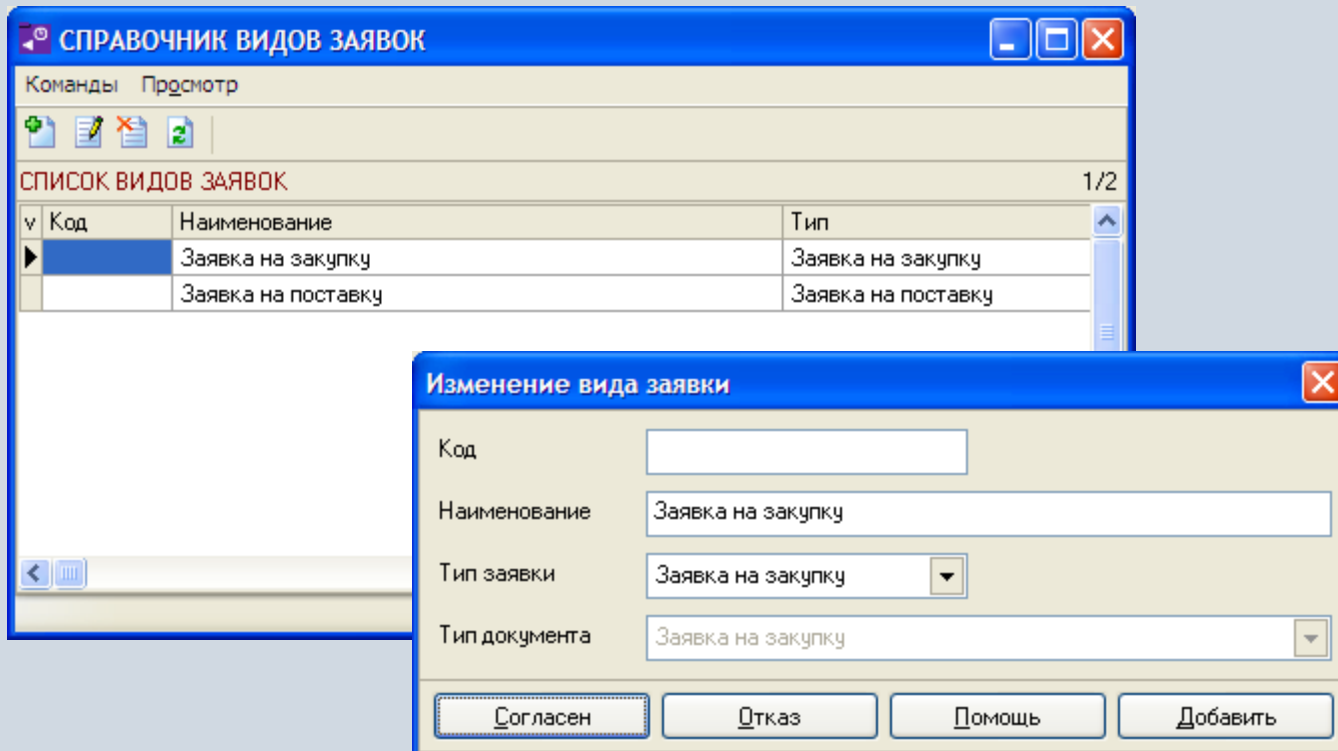 СПРАВОЧНИК ВИДОВ ЗАЯВОК
Команды Просмотр
СПИСОК ВИДОВ ЗАЯВОК 1/2
v Код Наименование Тип
Заявка на закупку Заявка на закупку
Заявка на поставку Заявка на поставку
Изменение вида заявки
Код
Наименование Заявка на закупку
Тип заявки Заявка на закупку
Тип документа Заявка на закупку
Согласен Отказ Помощь Добавить